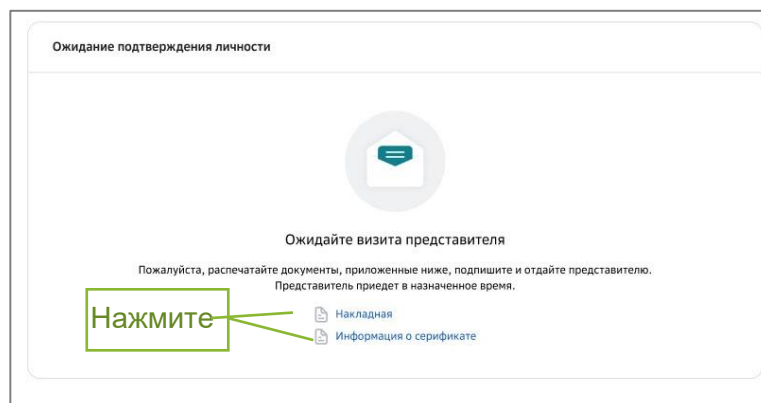 Ожидание подтверждения личности
Ожидайте визита представителя
Пожалуйста, распечатайте документы, приложенные ниже, подпишите и отдайте представителю.
Представитель приедет в назначенное время.
Нажмите
Накладная
Информация о серификате